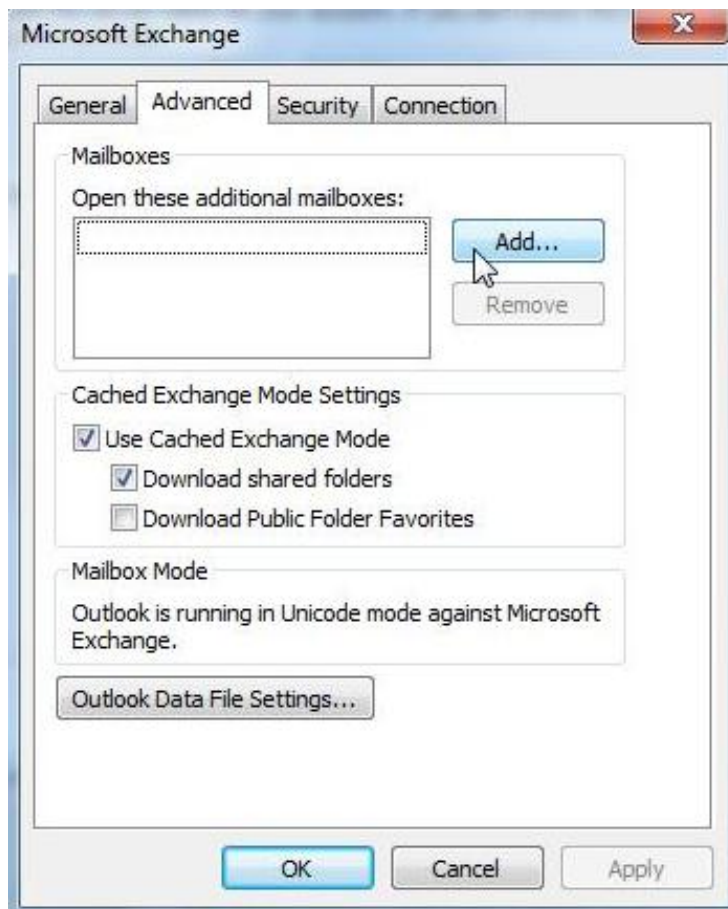 Microsoft Exchange
General Advanced Security Connection
Mailboxes
Open these additional mailboxes:
Add...
Remove
Cached Exchange Mode Settings
Use Cached Exchange Mode
Download shared folders
Download Public Folder Favorites
Mailbox Mode
Outlook is running in Unicode mode against Microsoft
Exchange.
Outlook Data File Settings...
OK Cancel Apply